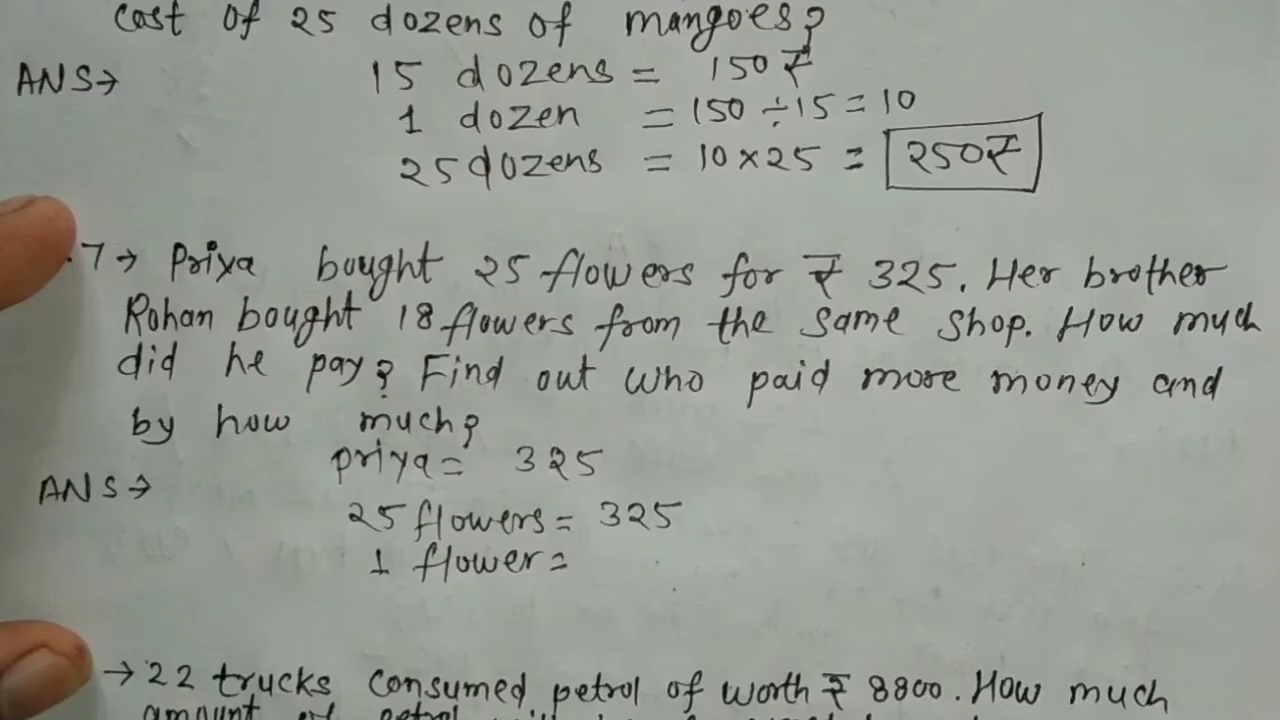 cost of 25 dozens of mangoes?
ANS→ 15 dozens = 150₹
1 dozen = 150 ÷ 15 = 10
25 dozens = 10 × 25 = 250₹
.7→ Priya bought 25 flowers for ₹ 325. Her brother
Rohan bought 18 flowers from the same shop. How much
did he pay? Find out who paid more money and
by how much?
priya = 325
ANS→
25 flowers = 325
1 flower =
→ 22 trucks consumed petrol of worth ₹ 8800. How much
amount of petrol